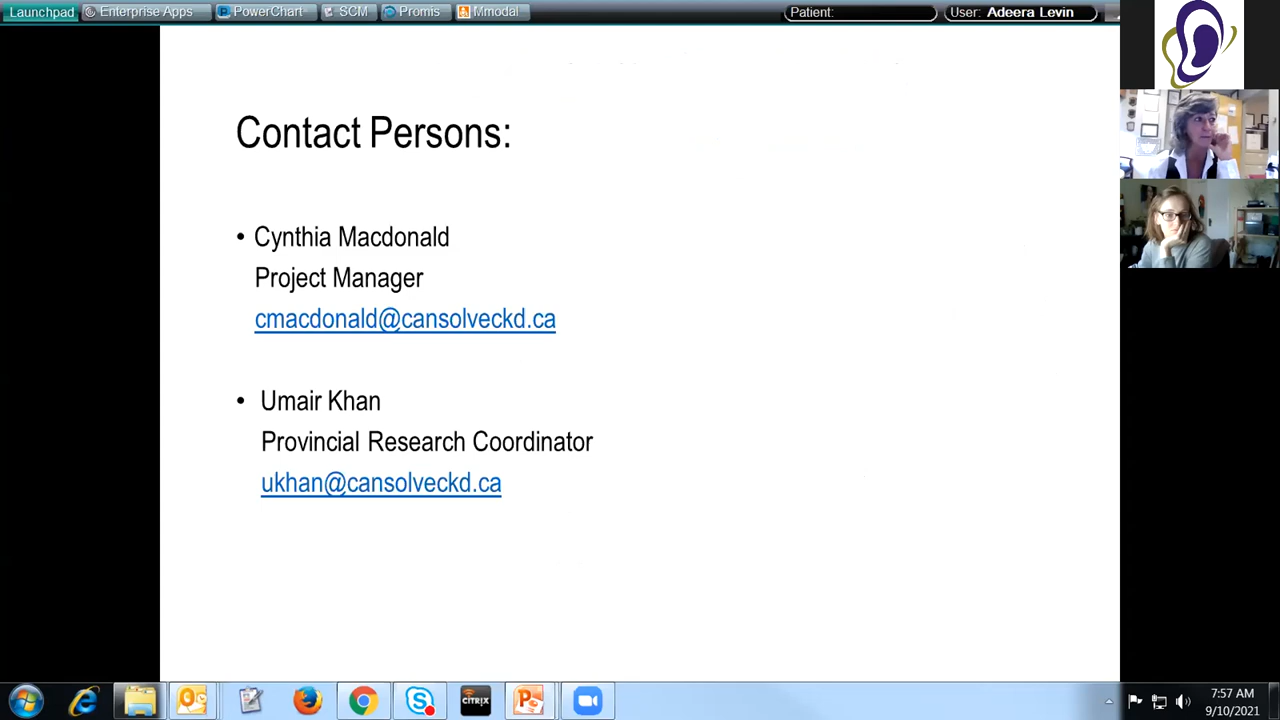 Launchpad Enterprise Apps PowerChart SCM Promis Mmodal Patient: User: Adeera Levin
Contact Persons:
• Cynthia Macdonald
Project Manager
cmacdonald@cansolveckd.ca
• Umair Khan
Provincial Research Coordinator
ukhan@cansolveckd.ca
CITRIX
7:57 AM
9/10/2021